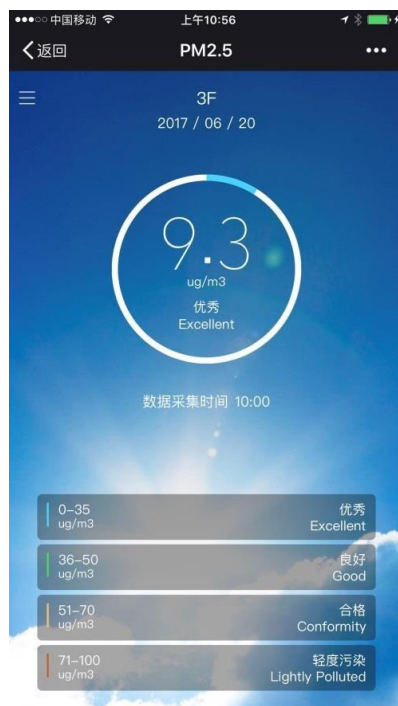 中国移动
上午10:56
返回
PM2.5
3F
2017 / 06 / 20
9.3
ug/m3
优秀
Excellent
数据采集时间 10:00
0–35
ug/m3
优秀
Excellent
36–50
ug/m3
良好
Good
51–70
ug/m3
合格
Conformity
71–100
ug/m3
轻度污染
Lightly Polluted